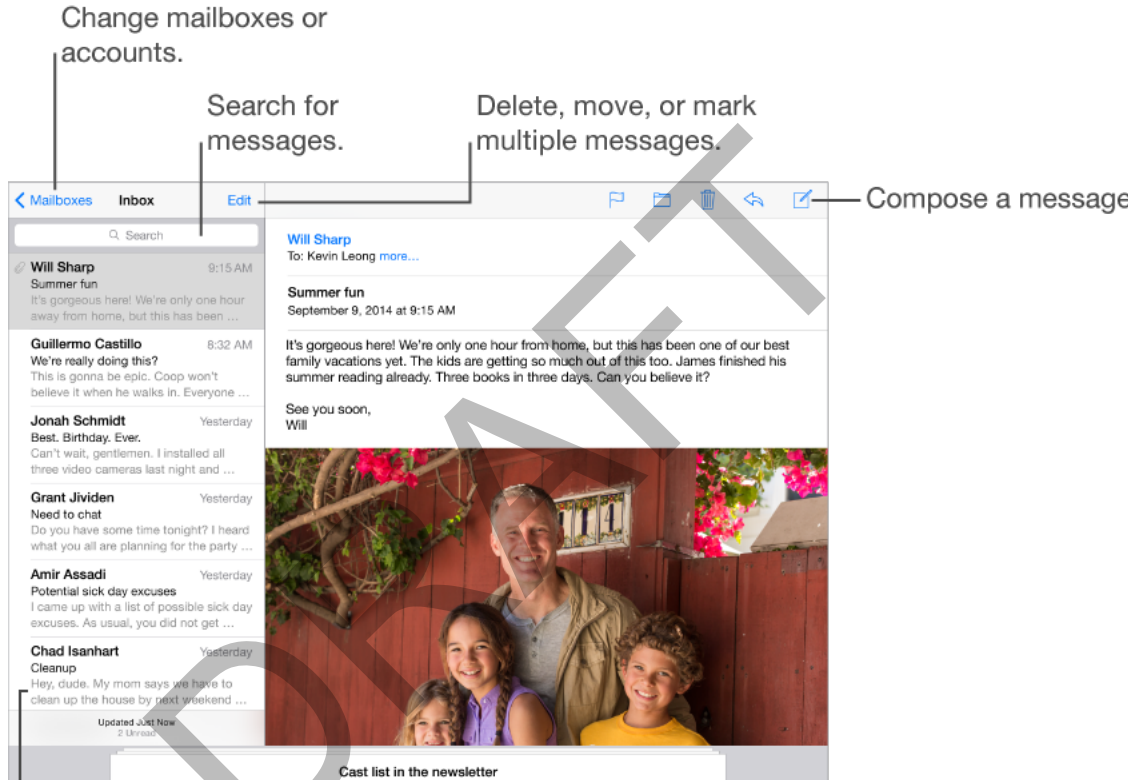 Change mailboxes or
accounts.
Search for
messages.
Delete, move, or mark
multiple messages.
Compose a message
Mailboxes
Inbox
Edit
Search
Will Sharp 9:15 AM
Summer fun
It's gorgeous here! We're only one hour
away from home, but this has been ...
Guillermo Castillo 8:32 AM
We're really doing this?
This is gonna be epic. Coop won't
believe it when he walks in. Everyone ...
Jonah Schmidt Yesterday
Best. Birthday. Ever.
Can't wait, gentlemen. I installed all
three video cameras last night and ...
Grant Jividen Yesterday
Need to chat
Do you have some time tonight? I heard
what you all are planning for the party ...
Amir Assadi Yesterday
Potential sick day excuses
I came up with a list of possible sick day
excuses. As usual, you did not get ...
Chad Isanhart Yesterday
Cleanup
Hey, dude. My mom says we have to
clean up the house by next weekend ...
Updated Just Now
2 Unread
Will Sharp
To: Kevin Leong more...
Summer fun
September 9, 2014 at 9:15 AM
It's gorgeous here! We're only one hour from home, but this has been one of our best
family vacations yet. The kids are getting so much out of this too. James finished his
summer reading already. Three books in three days. Can you believe it?
See you soon,
Will
Cast list in the newsletter
DRAFT